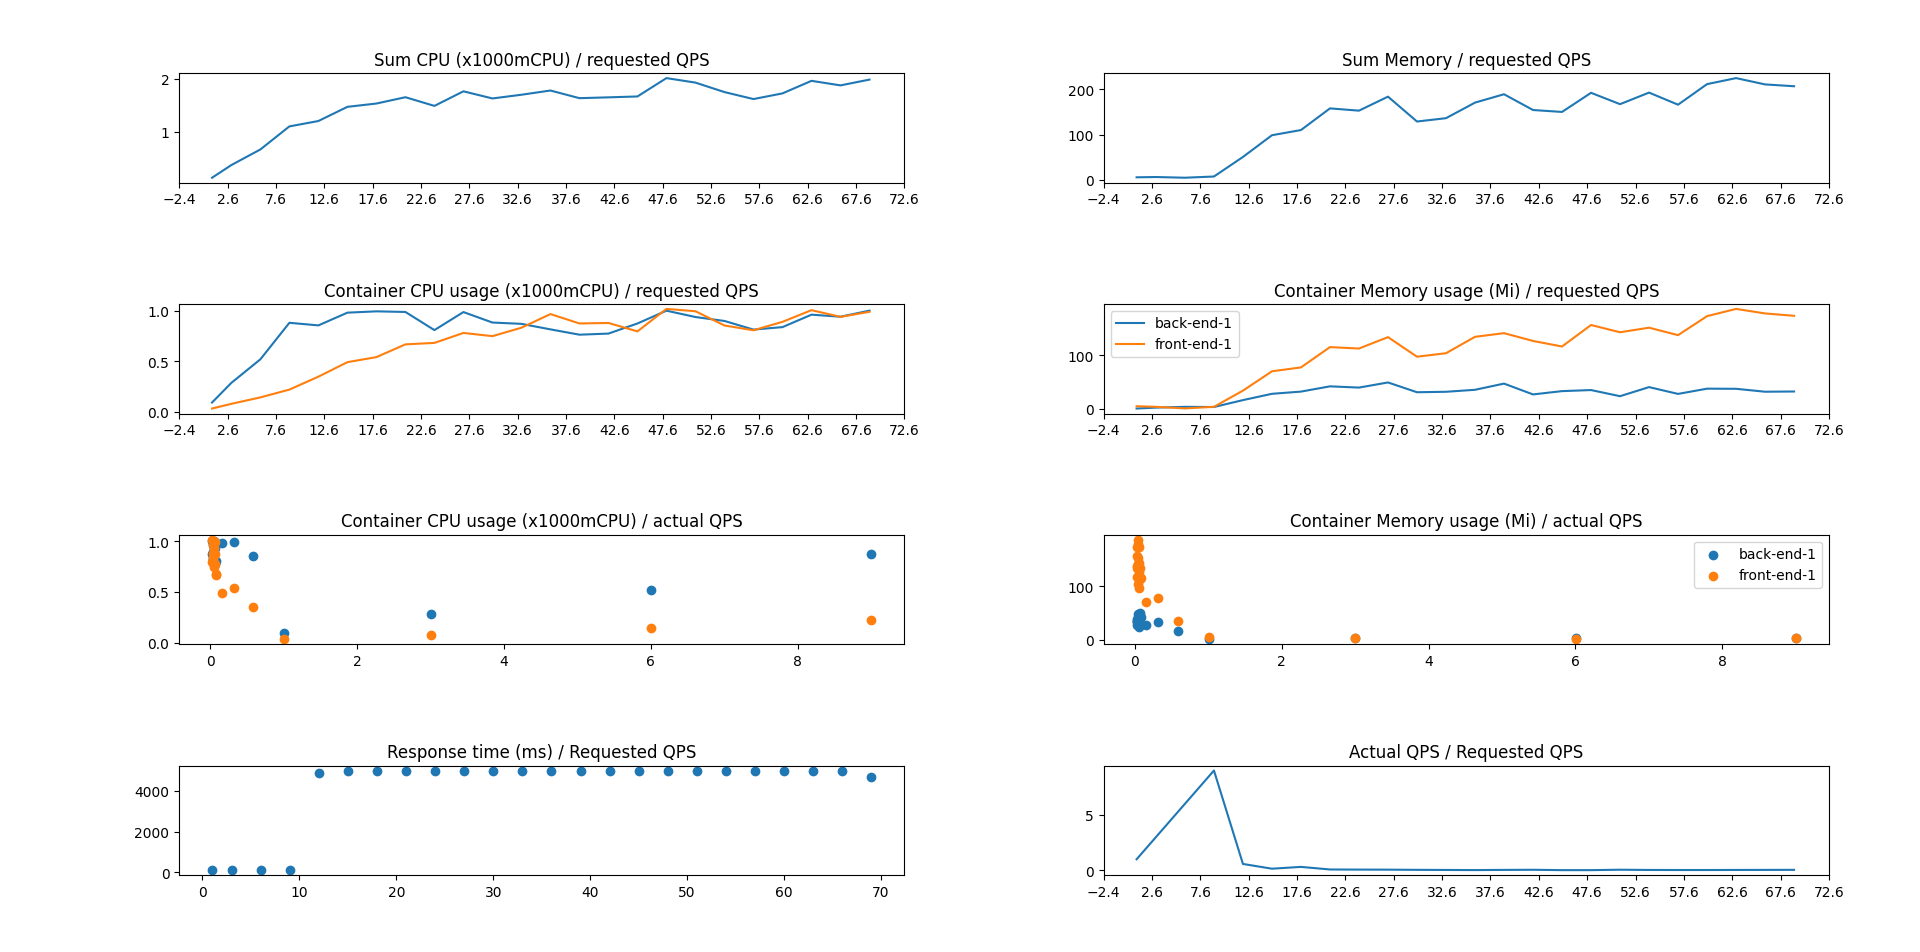 Sum CPU (x1000mCPU) / requested QPS
2
1
−2.4 2.6 7.6 12.6 17.6 22.6 27.6 32.6 37.6 42.6 47.6 52.6 57.6 62.6 67.6 72.6
Sum Memory / requested QPS
200
100
0
−2.4 2.6 7.6 12.6 17.6 22.6 27.6 32.6 37.6 42.6 47.6 52.6 57.6 62.6 67.6 72.6
Container CPU usage (x1000mCPU) / requested QPS
1.0
0.5
0.0
−2.4 2.6 7.6 12.6 17.6 22.6 27.6 32.6 37.6 42.6 47.6 52.6 57.6 62.6 67.6 72.6
Container Memory usage (Mi) / requested QPS
back-end-1
front-end-1
100
0
−2.4 2.6 7.6 12.6 17.6 22.6 27.6 32.6 37.6 42.6 47.6 52.6 57.6 62.6 67.6 72.6
Container CPU usage (x1000mCPU) / actual QPS
1.0
0.5
0.0
0 2 4 6 8
Container Memory usage (Mi) / actual QPS
back-end-1
front-end-1
100
0
0 2 4 6 8
Response time (ms) / Requested QPS
4000
2000
0
0 10 20 30 40 50 60 70
Actual QPS / Requested QPS
5
0
−2.4 2.6 7.6 12.6 17.6 22.6 27.6 32.6 37.6 42.6 47.6 52.6 57.6 62.6 67.6 72.6